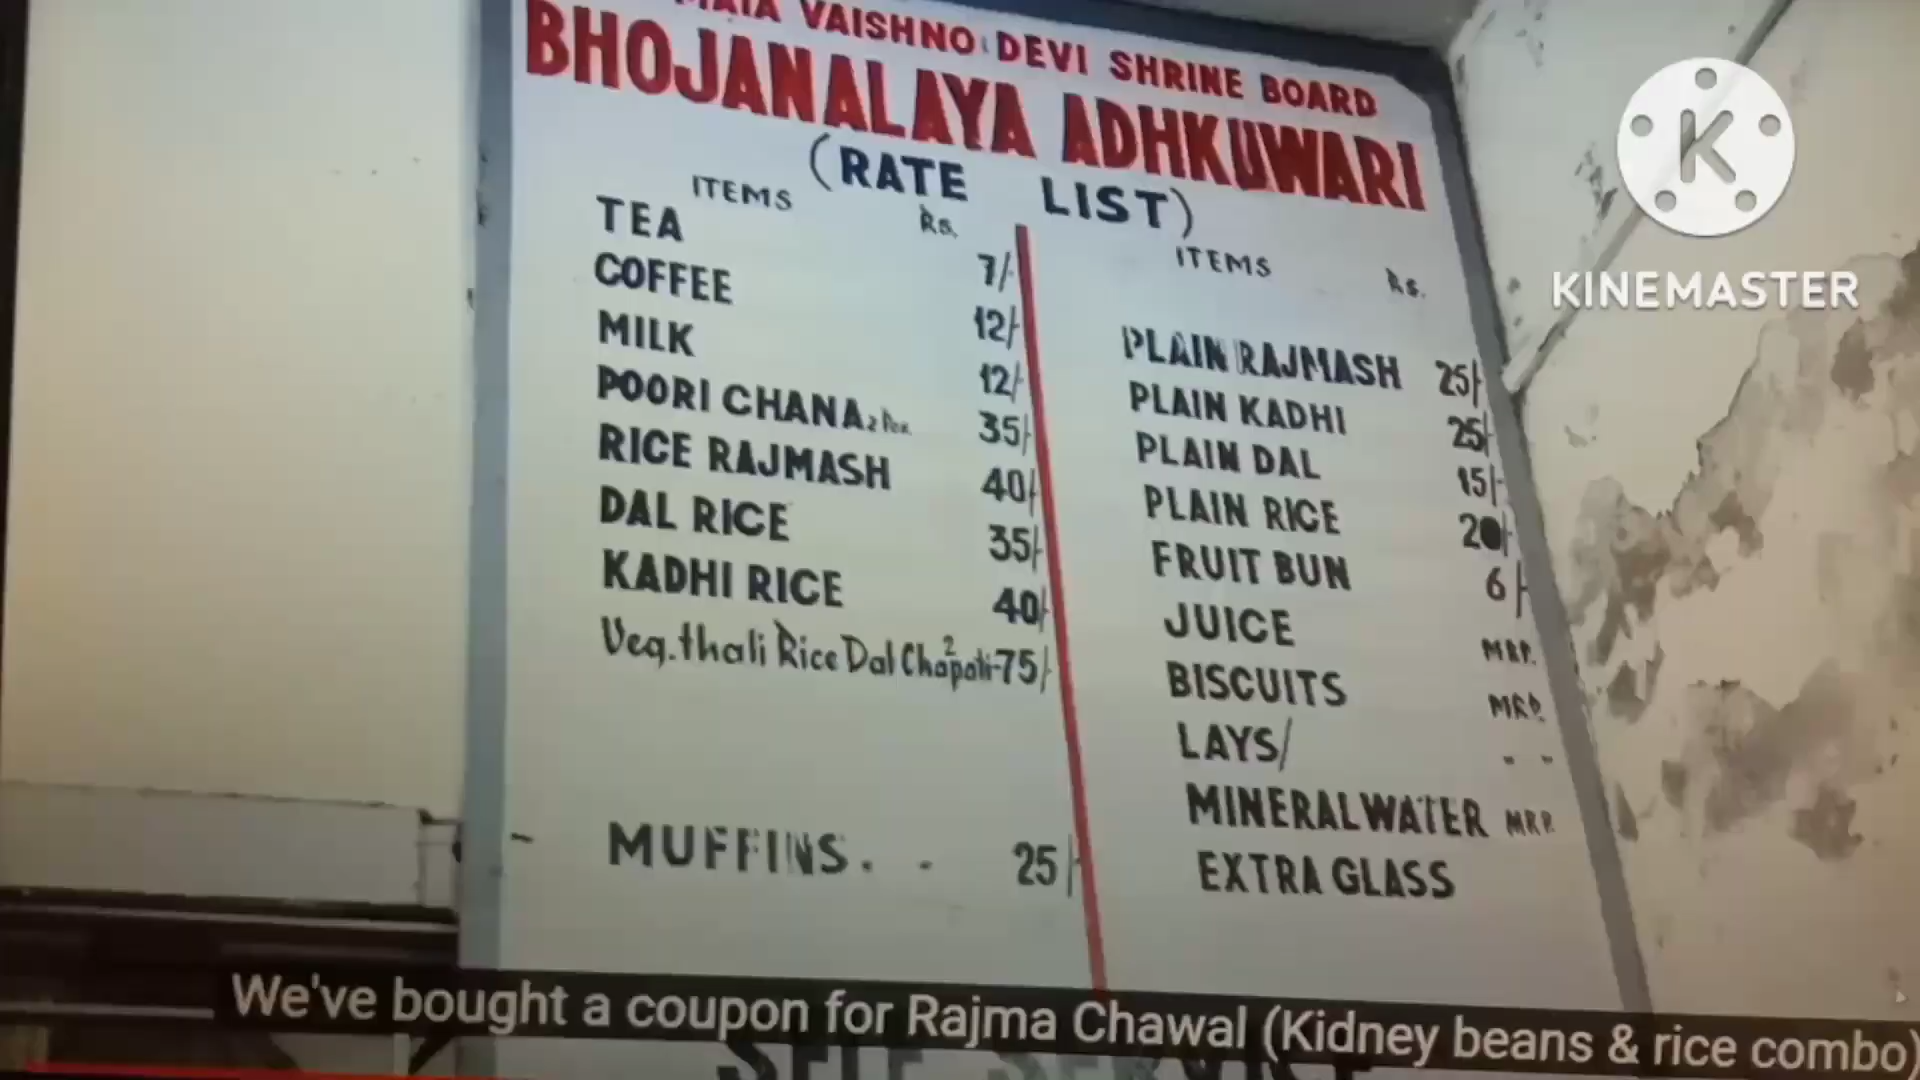 MATA VAISHNO DEVI SHRINE BOARD
BHOJANALAYA ADHKUWARI
(RATE LIST)
ITEMS Rs.
TEA 7/-
COFFEE 12/-
MILK 12/-
POORI CHANA 35/-
RICE RAJMASH 40/-
DAL RICE 35/-
KADHI RICE 40/-
Veg. thali Rice Dal 2 Chapati-75/-
MUFFINS. - 25/-
ITEMS Rs.
PLAIN RAJMASH 25/-
PLAIN KADHI 25/-
PLAIN DAL 15/-
PLAIN RICE 20/-
FRUIT BUN 6/-
JUICE MRP.
BISCUITS MRP.
LAYS/ " "
MINERAL WATER MRP.
EXTRA GLASS
SELF SERVICE
KINEMASTER
We've bought a coupon for Rajma Chawal (Kidney beans & rice combo)